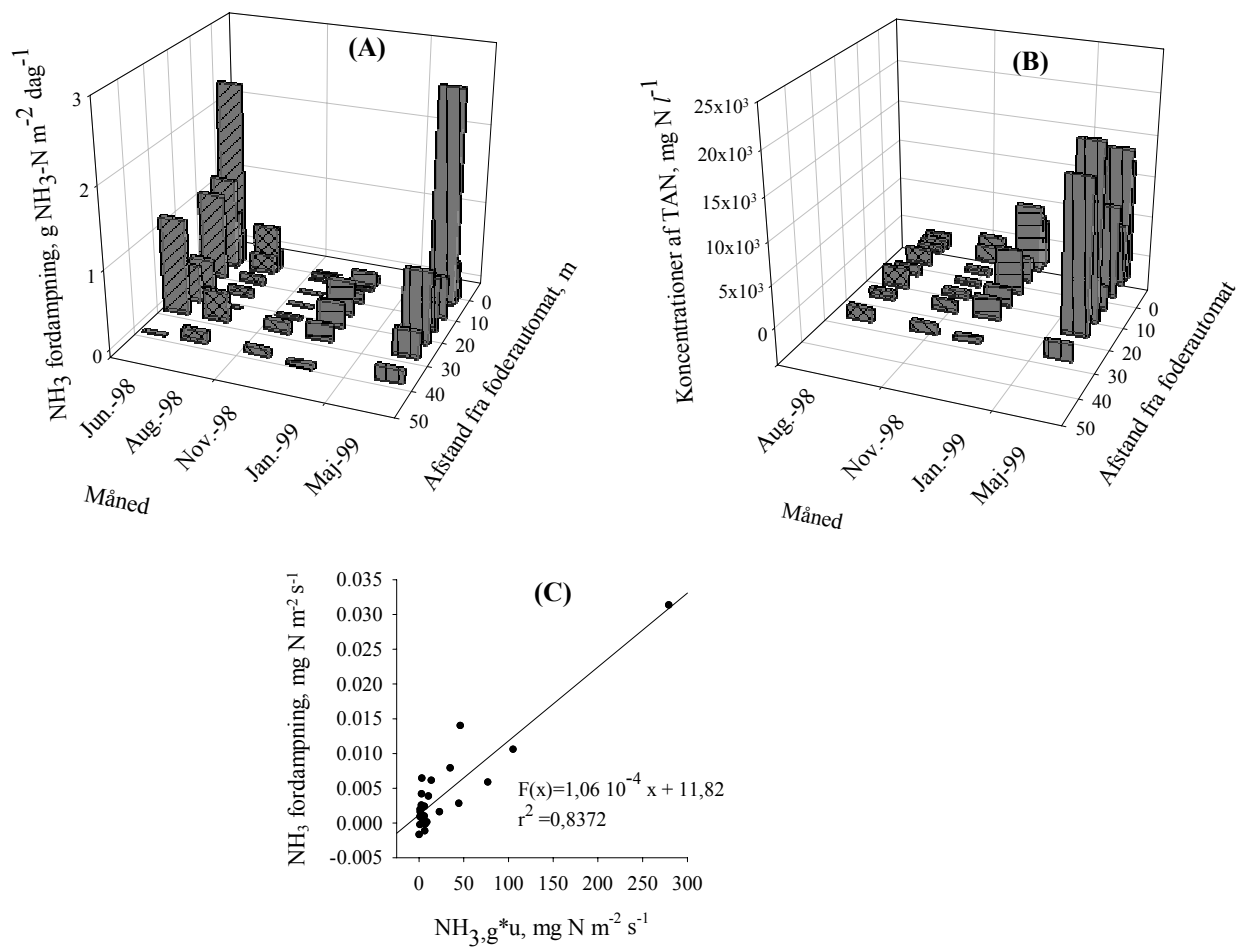 (A)
NH3 fordampning, g NH3-N m-2 dag-1
3
2
1
0
Jun.-98
Aug.-98
Nov.-98
Jan.-99
Maj-99
Måned
0
10
20
30
40
50
Afstand fra foderautomat, m
(B)
Koncentrationer af TAN, mg N l-1
25x10³
20x10³
15x10³
10x10³
5x10³
0
Aug.-98
Nov.-98
Jan.-99
Maj-99
Måned
0
10
20
30
40
50
Afstand fra foderautomat
(C)
NH3 fordampning, mg N m-2 s-1
0.035
0.030
0.025
0.020
0.015
0.010
0.005
0.000
-0.005
F(x)=1,06 10-4 x + 11,82
r2 =0,8372
0 50 100 150 200 250 300
NH3,g*u, mg N m-2 s-1